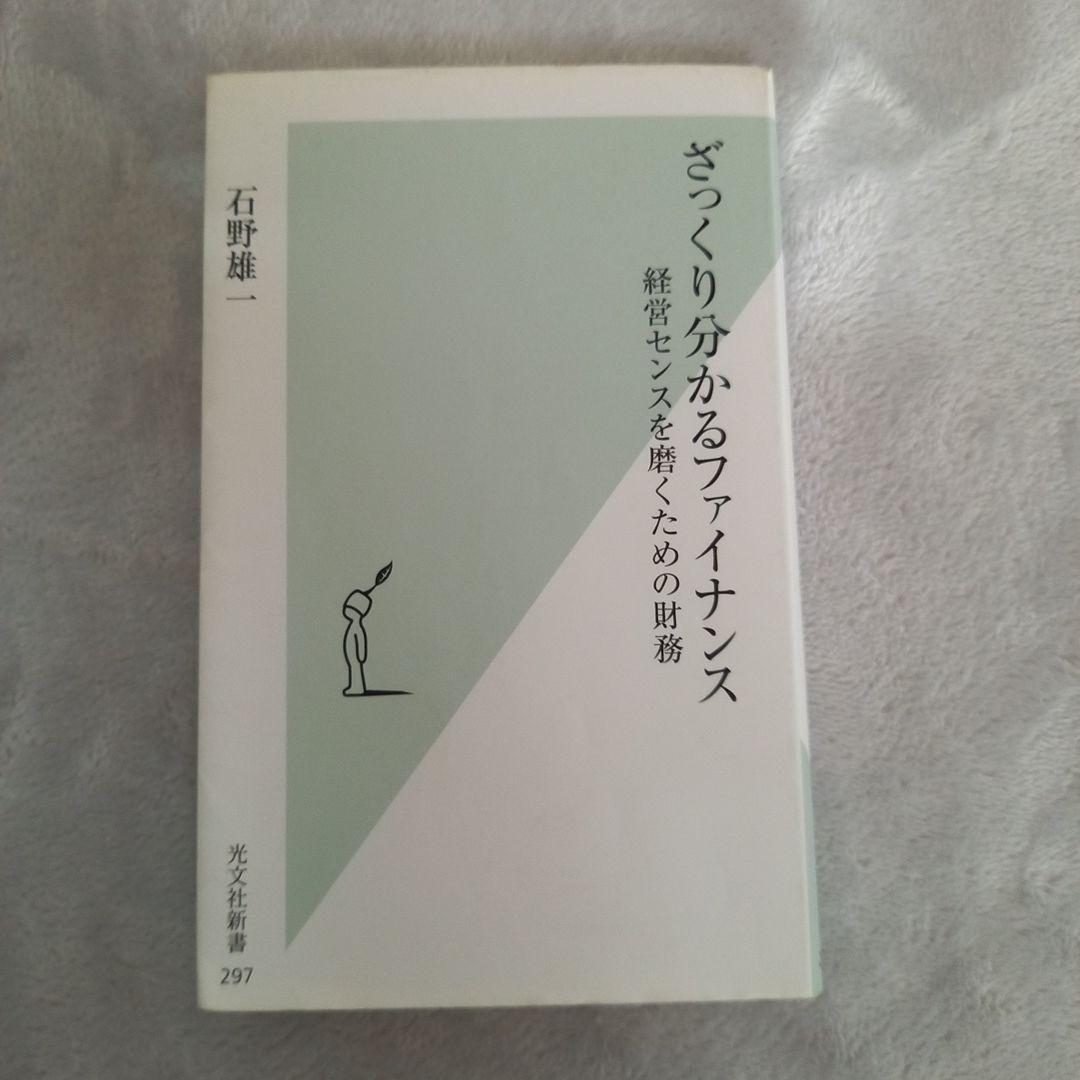 ざっくり分かるファイナンス
経営センスを磨くための財務
石野雄一
光文社新書
297